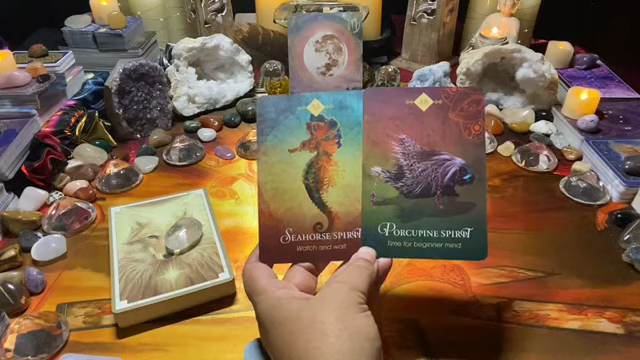 SEAHORSE SPIRIT
Watch and wait.
PORCUPINE SPIRIT
Time for beginner mind.